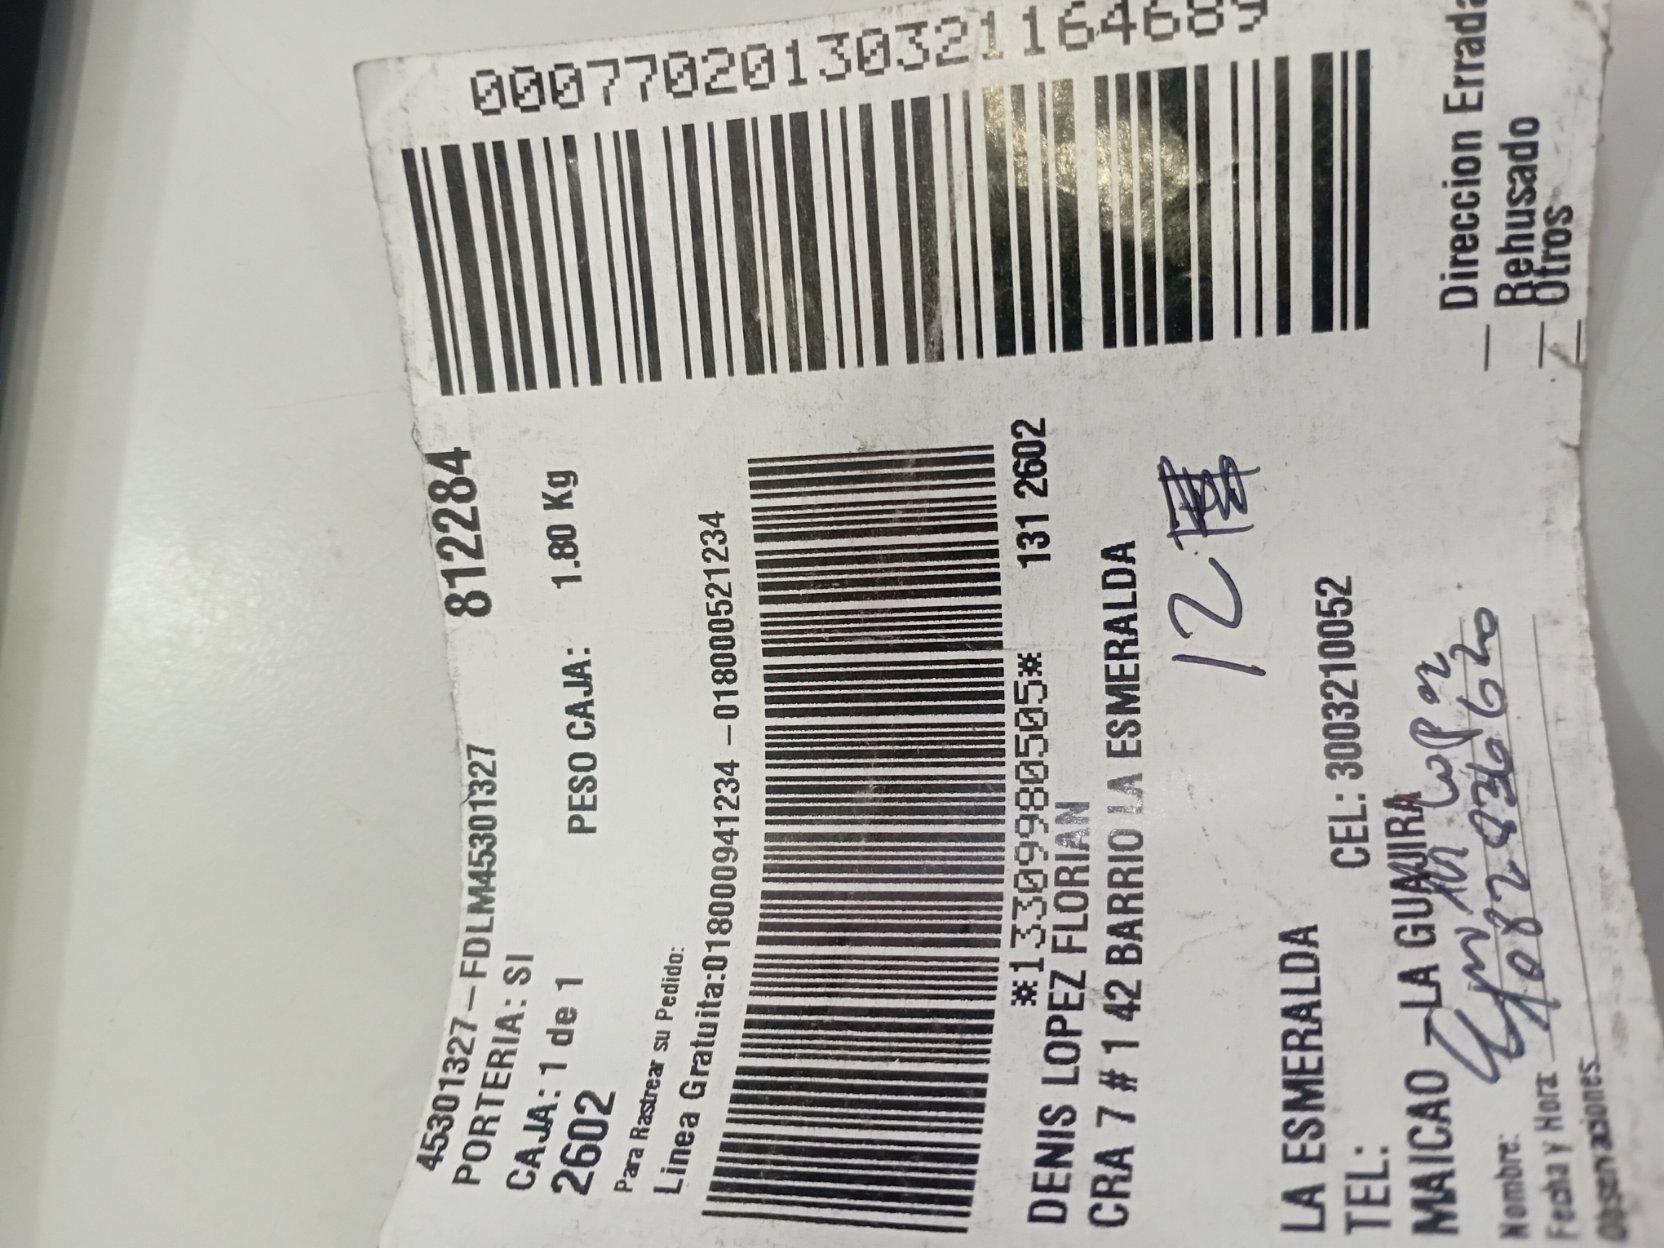 45301327-FDLM45301327 812284
PORTERIA: SI
CAJA: 1 de 1 PESO CAJA: 1.80 Kg
2602
Para Rastrear su Pedido:
Linea Gratuita:018000941234 -018000521234
*13309980505* 131 2602
DENIS LOPEZ FLORIAN
CRA 7 # 1 42 BARRIO LA ESMERALDA
12
LA ESMERALDA
TEL: CEL: 3003210052
MAICAO -LA GUAJIRA
Nombre:
Fecha y Hora
Observaciones
00077020130321164689
Direccion Errada
Rehusado
Otros